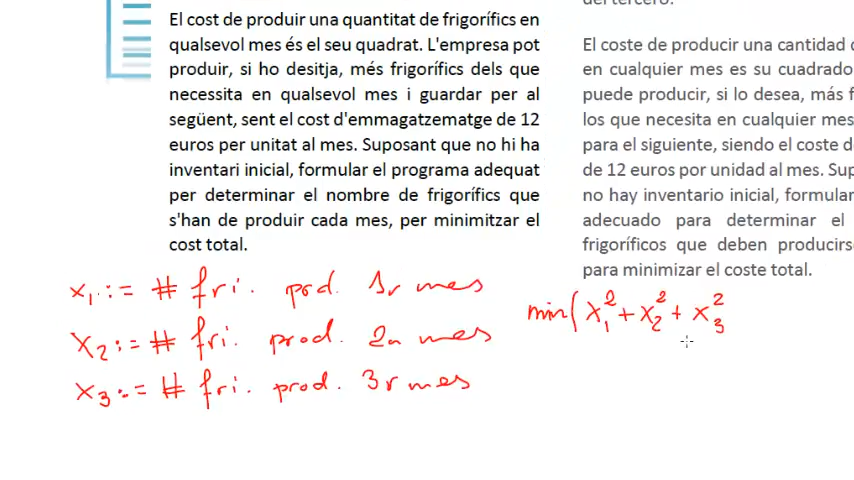 del tercero.
El cost de produir una quantitat de frigorífics en
qualsevol mes és el seu quadrat. L'empresa pot
produir, si ho desitja, més frigorífics dels que
necessita en qualsevol mes i guardar per al
següent, sent el cost d'emmagatzematge de 12
euros per unitat al mes. Suposant que no hi ha
inventari inicial, formular el programa adequat
per determinar el nombre de frigorífics que
s'han de produir cada mes, per minimitzar el
cost total.
El coste de producir una cantidad d
en cualquier mes es su cuadrado
puede producir, si lo desea, más f
los que necesita en cualquier mes
para el siguiente, siendo el coste d
de 12 euros por unidad al mes. Sup
no hay inventario inicial, formular
adecuado para determinar el
frigoríficos que deben producirs
para minimizar el coste total.
x₁ := # fri. prod. 1r mes
x₂ := # fri. prod. 2n mes
x₃ := # fri. prod. 3r mes
min( x₁² + x₂² + x₃²